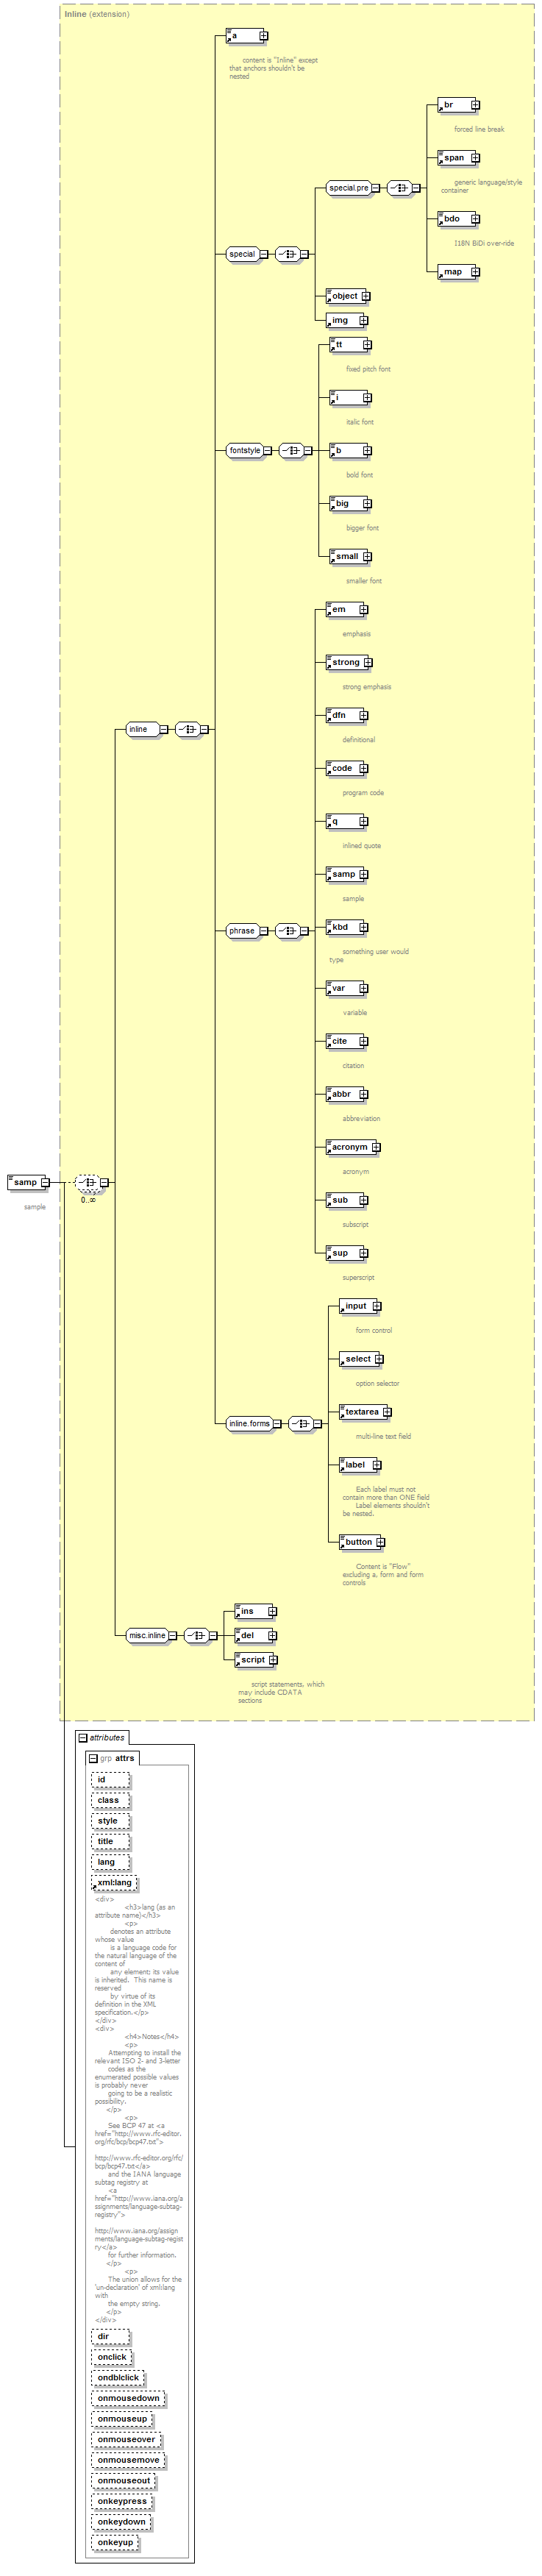 Inline (extension)
a
content is "Inline" except
that anchors shouldn't be
nested
br
forced line break
span
generic language/style
container
special.pre
bdo
I18N BiDi over-ride
special
map
object
img
tt
fixed pitch font
i
italic font
fontstyle
b
bold font
big
bigger font
small
smaller font
em
emphasis
strong
strong emphasis
dfn
definitional
inline
code
program code
q
inlined quote
samp
sample
phrase
kbd
something user would
type
var
variable
cite
citation
abbr
abbreviation
acronym
acronym
samp
sample
0..∞
sub
subscript
sup
superscript
input
form control
select
option selector
textarea
multi-line text field
inline.forms
label
Each label must not
contain more than ONE field
Label elements shouldn't
be nested.
button
Content is "Flow"
excluding a, form and form
controls
ins
misc.inline
del
script
script statements, which
may include CDATA
sections
attributes
grp attrs
id
class
style
title
lang
xml:lang
<div>
<h3>lang (as an
attribute name)</h3>
<p>
denotes an attribute
whose value
is a language code for
the natural language of the
content of
any element; its value
is inherited. This name is
reserved
by virtue of its
definition in the XML
specification.</p>
</div>
<div>
<h4>Notes</h4>
<p>
Attempting to install the
relevant ISO 2- and 3-letter
codes as the
enumerated possible values
is probably never
going to be a realistic
possibility.
</p>
<p>
See BCP 47 at <a
href="http://www.rfc-editor.
org/rfc/bcp/bcp47.txt">
http://www.rfc-editor.org/rfc/
bcp/bcp47.txt</a>
and the IANA language
subtag registry at
<a
href="http://www.iana.org/a
ssignments/language-subtag-
registry">
http://www.iana.org/assign
ments/language-subtag-regist
ry</a>
for further information.
</p>
<p>
The union allows for the
'un-declaration' of xml:lang
with
the empty string.
</p>
</div>
dir
onclick
ondblclick
onmousedown
onmouseup
onmouseover
onmousemove
onmouseout
onkeypress
onkeydown
onkeyup